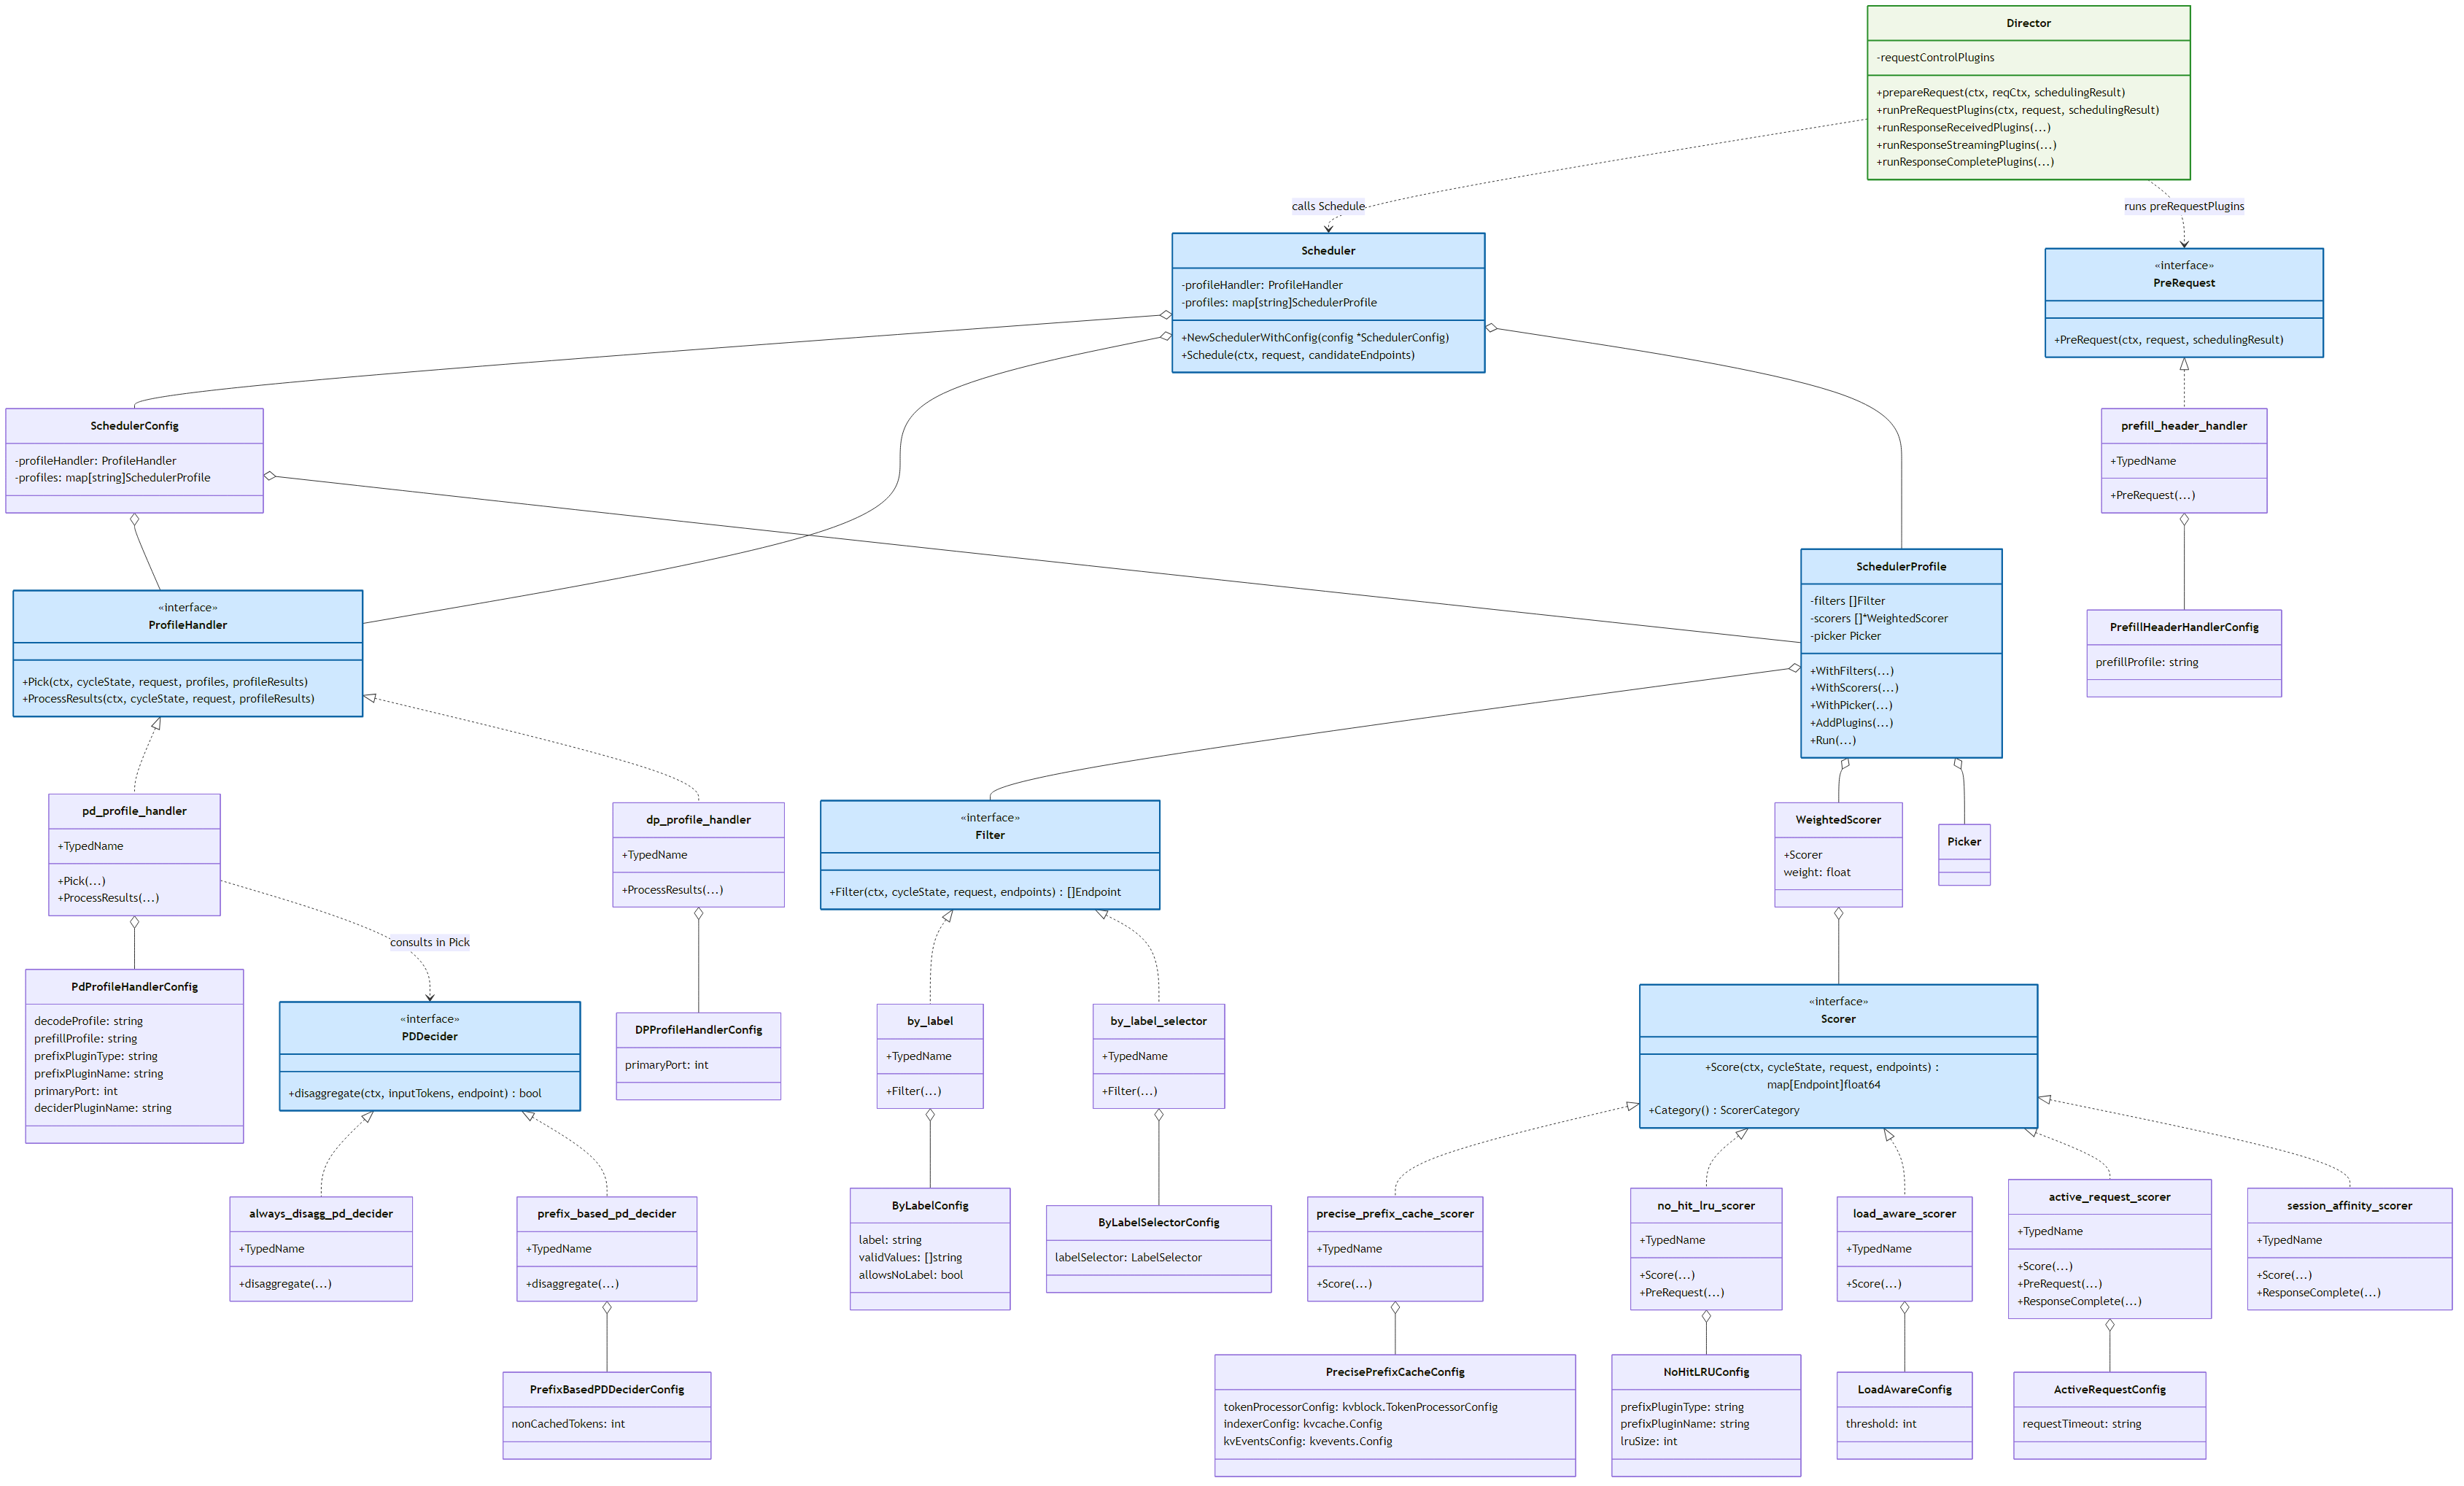 Director
-requestControlPlugins
+prepareRequest(ctx, reqCtx, schedulingResult)
+runPreRequestPlugins(ctx, request, schedulingResult)
+runResponseReceivedPlugins(...)
+runResponseStreamingPlugins(...)
+runResponseCompletePlugins(...)
calls Schedule
runs preRequestPlugins
Scheduler
-profileHandler: ProfileHandler
-profiles: map[string]SchedulerProfile
+NewSchedulerWithConfig(config *SchedulerConfig)
+Schedule(ctx, request, candidateEndpoints)
«interface»
PreRequest
+PreRequest(ctx, request, schedulingResult)
SchedulerConfig
-profileHandler: ProfileHandler
-profiles: map[string]SchedulerProfile
prefill_header_handler
+TypedName
+PreRequest(...)
«interface»
ProfileHandler
+Pick(ctx, cycleState, request, profiles, profileResults)
+ProcessResults(ctx, cycleState, request, profileResults)
SchedulerProfile
-filters []Filter
-scorers []*WeightedScorer
-picker Picker
+WithFilters(...)
+WithScorers(...)
+WithPicker(...)
+AddPlugins(...)
+Run(...)
PrefillHeaderHandlerConfig
prefillProfile: string
pd_profile_handler
+TypedName
+Pick(...)
+ProcessResults(...)
dp_profile_handler
+TypedName
+ProcessResults(...)
«interface»
Filter
+Filter(ctx, cycleState, request, endpoints) : []Endpoint
WeightedScorer
+Scorer
weight: float
Picker
consults in Pick
PdProfileHandlerConfig
decodeProfile: string
prefillProfile: string
prefixPluginType: string
prefixPluginName: string
primaryPort: int
deciderPluginName: string
«interface»
PDDecider
+disaggregate(ctx, inputTokens, endpoint) : bool
DPProfileHandlerConfig
primaryPort: int
by_label
+TypedName
+Filter(...)
by_label_selector
+TypedName
+Filter(...)
«interface»
Scorer
+Score(ctx, cycleState, request, endpoints) :
map[Endpoint]float64
+Category() : ScorerCategory
always_disagg_pd_decider
+TypedName
+disaggregate(...)
prefix_based_pd_decider
+TypedName
+disaggregate(...)
ByLabelConfig
label: string
validValues: []string
allowsNoLabel: bool
ByLabelSelectorConfig
labelSelector: LabelSelector
precise_prefix_cache_scorer
+TypedName
+Score(...)
no_hit_lru_scorer
+TypedName
+Score(...)
+PreRequest(...)
load_aware_scorer
+TypedName
+Score(...)
active_request_scorer
+TypedName
+Score(...)
+PreRequest(...)
+ResponseComplete(...)
session_affinity_scorer
+TypedName
+Score(...)
+ResponseComplete(...)
PrefixBasedPDDeciderConfig
nonCachedTokens: int
PrecisePrefixCacheConfig
tokenProcessorConfig: kvblock.TokenProcessorConfig
indexerConfig: kvcache.Config
kvEventsConfig: kvevents.Config
NoHitLRUConfig
prefixPluginType: string
prefixPluginName: string
lruSize: int
LoadAwareConfig
threshold: int
ActiveRequestConfig
requestTimeout: string